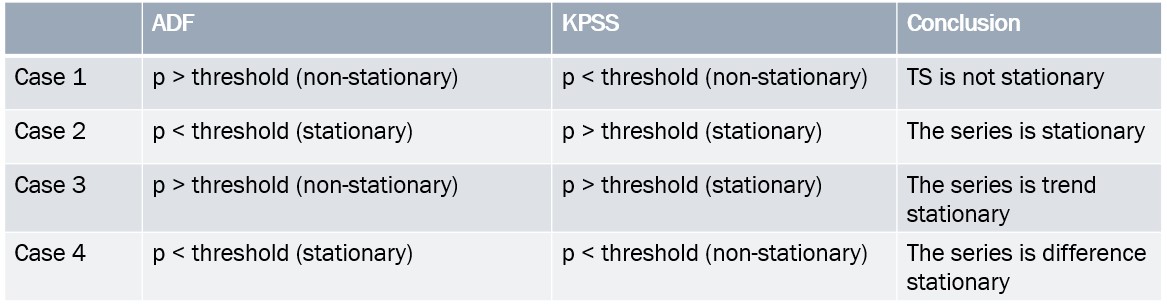 ADF KPSS Conclusion
Case 1 p > threshold (non-stationary) p < threshold (non-stationary) TS is not stationary
Case 2 p < threshold (stationary) p > threshold (stationary) The series is stationary
Case 3 p > threshold (non-stationary) p > threshold (stationary) The series is trend
stationary
Case 4 p < threshold (stationary) p < threshold (non-stationary) The series is difference
stationary